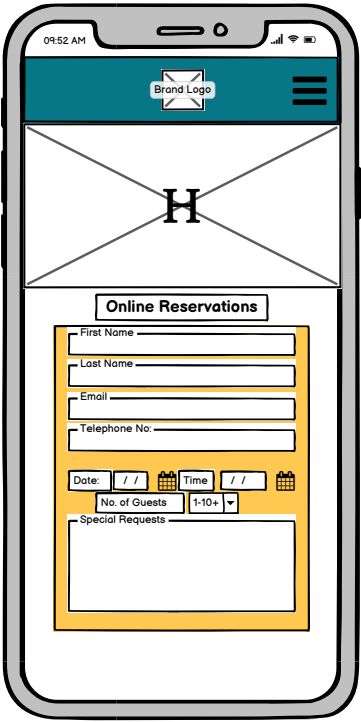 09:52 AM
Brand Logo
H
Online Reservations
First Name
Last Name
Email
Telephone No:
Date: / / Time / /
No. of Guests 1-10+
Special Requests